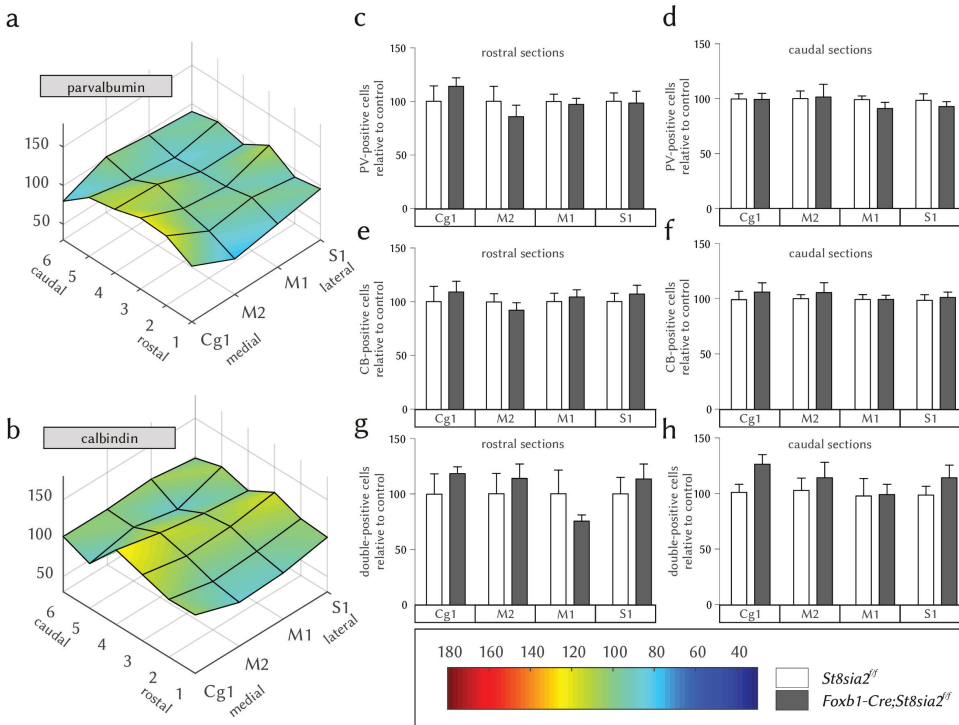 a
parvalbumin
150
100
50
6
5
4
3
2
1
caudal
rostal
Cg1
M2
M1
S1
medial
lateral
b
calbindin
150
100
50
6
5
4
3
2
1
caudal
rostal
Cg1
M2
M1
S1
medial
lateral
c
rostral sections
PV-positive cells
relative to control
150
100
50
0
Cg1 M2 M1 S1
d
caudal sections
PV-positive cells
relative to control
150
100
50
0
Cg1 M2 M1 S1
e
rostral sections
CB-positive cells
relative to control
150
100
50
0
Cg1 M2 M1 S1
f
caudal sections
CB-positive cells
relative to control
150
100
50
0
Cg1 M2 M1 S1
g
rostral sections
double-positive cells
relative to control
150
100
50
0
Cg1 M2 M1 S1
h
caudal sections
double-positive cells
relative to control
150
100
50
0
Cg1 M2 M1 S1
180 160 140 120 100 80 60 40
St8sia2f/f
Foxb1-Cre;St8sia2f/f